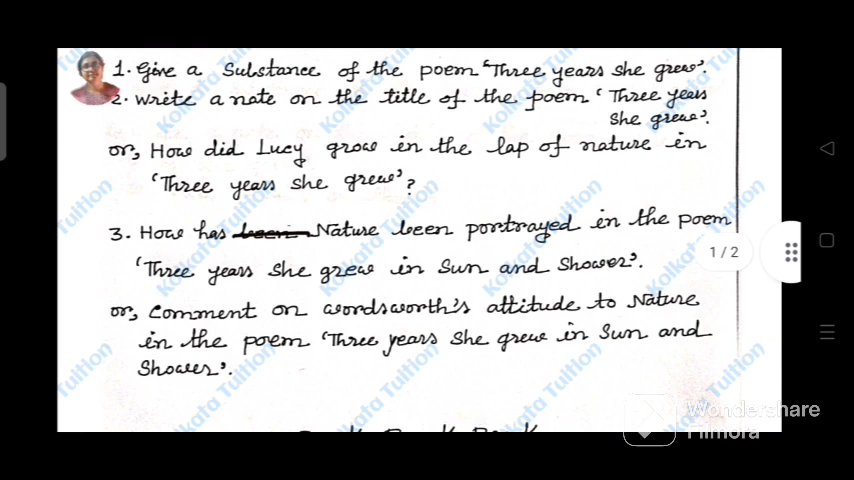 1. Give a Substance of the poem 'Three years she grew'.
2. Write a note on the title of the poem 'Three years
she grew'.
or, How did Lucy grow in the lap of nature in
'Three years she grew'?
3. How has been Nature been portrayed in the poem
'Three years she grew in Sun and Shower'.
1/2
or, Comment on wordsworth's attitude to Nature
in the poem 'Three years she grew in Sun and
Shower'.
Kolkata Tuition
Wondershare
Filmora